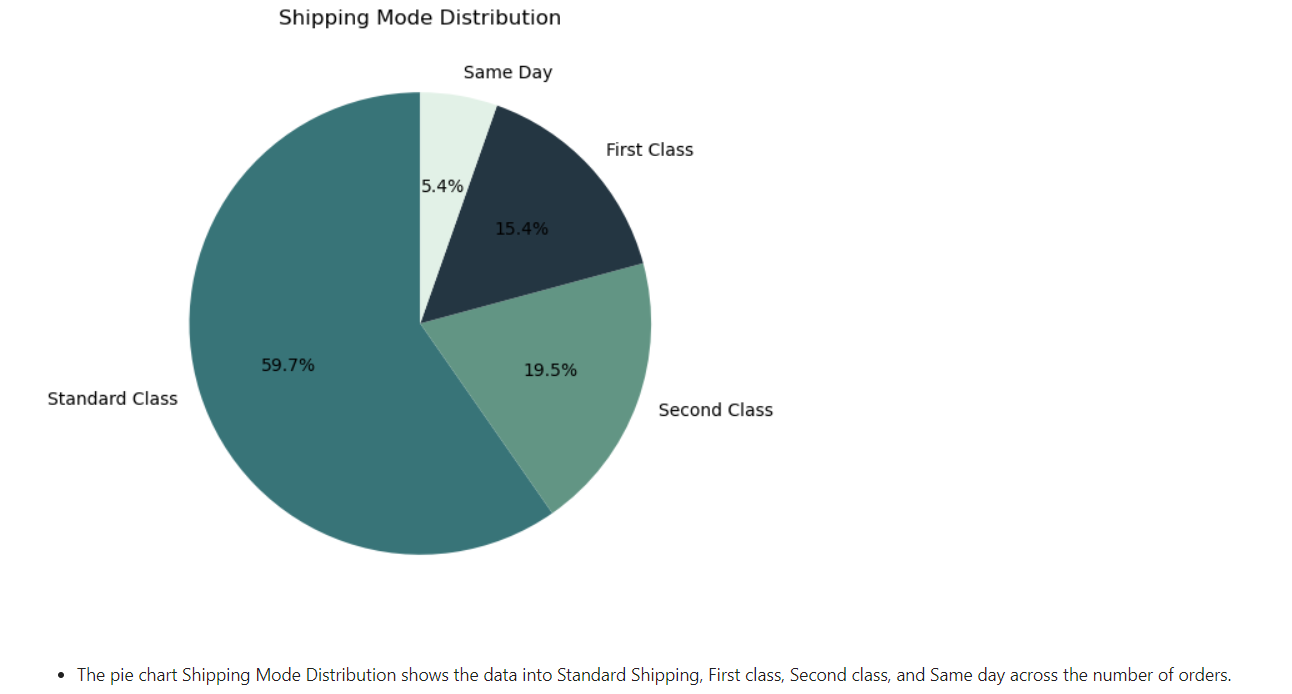 Shipping Mode Distribution
Same Day
First Class
5.4%
15.4%
59.7%
19.5%
Standard Class
Second Class
• The pie chart Shipping Mode Distribution shows the data into Standard Shipping, First class, Second class, and Same day across the number of orders.